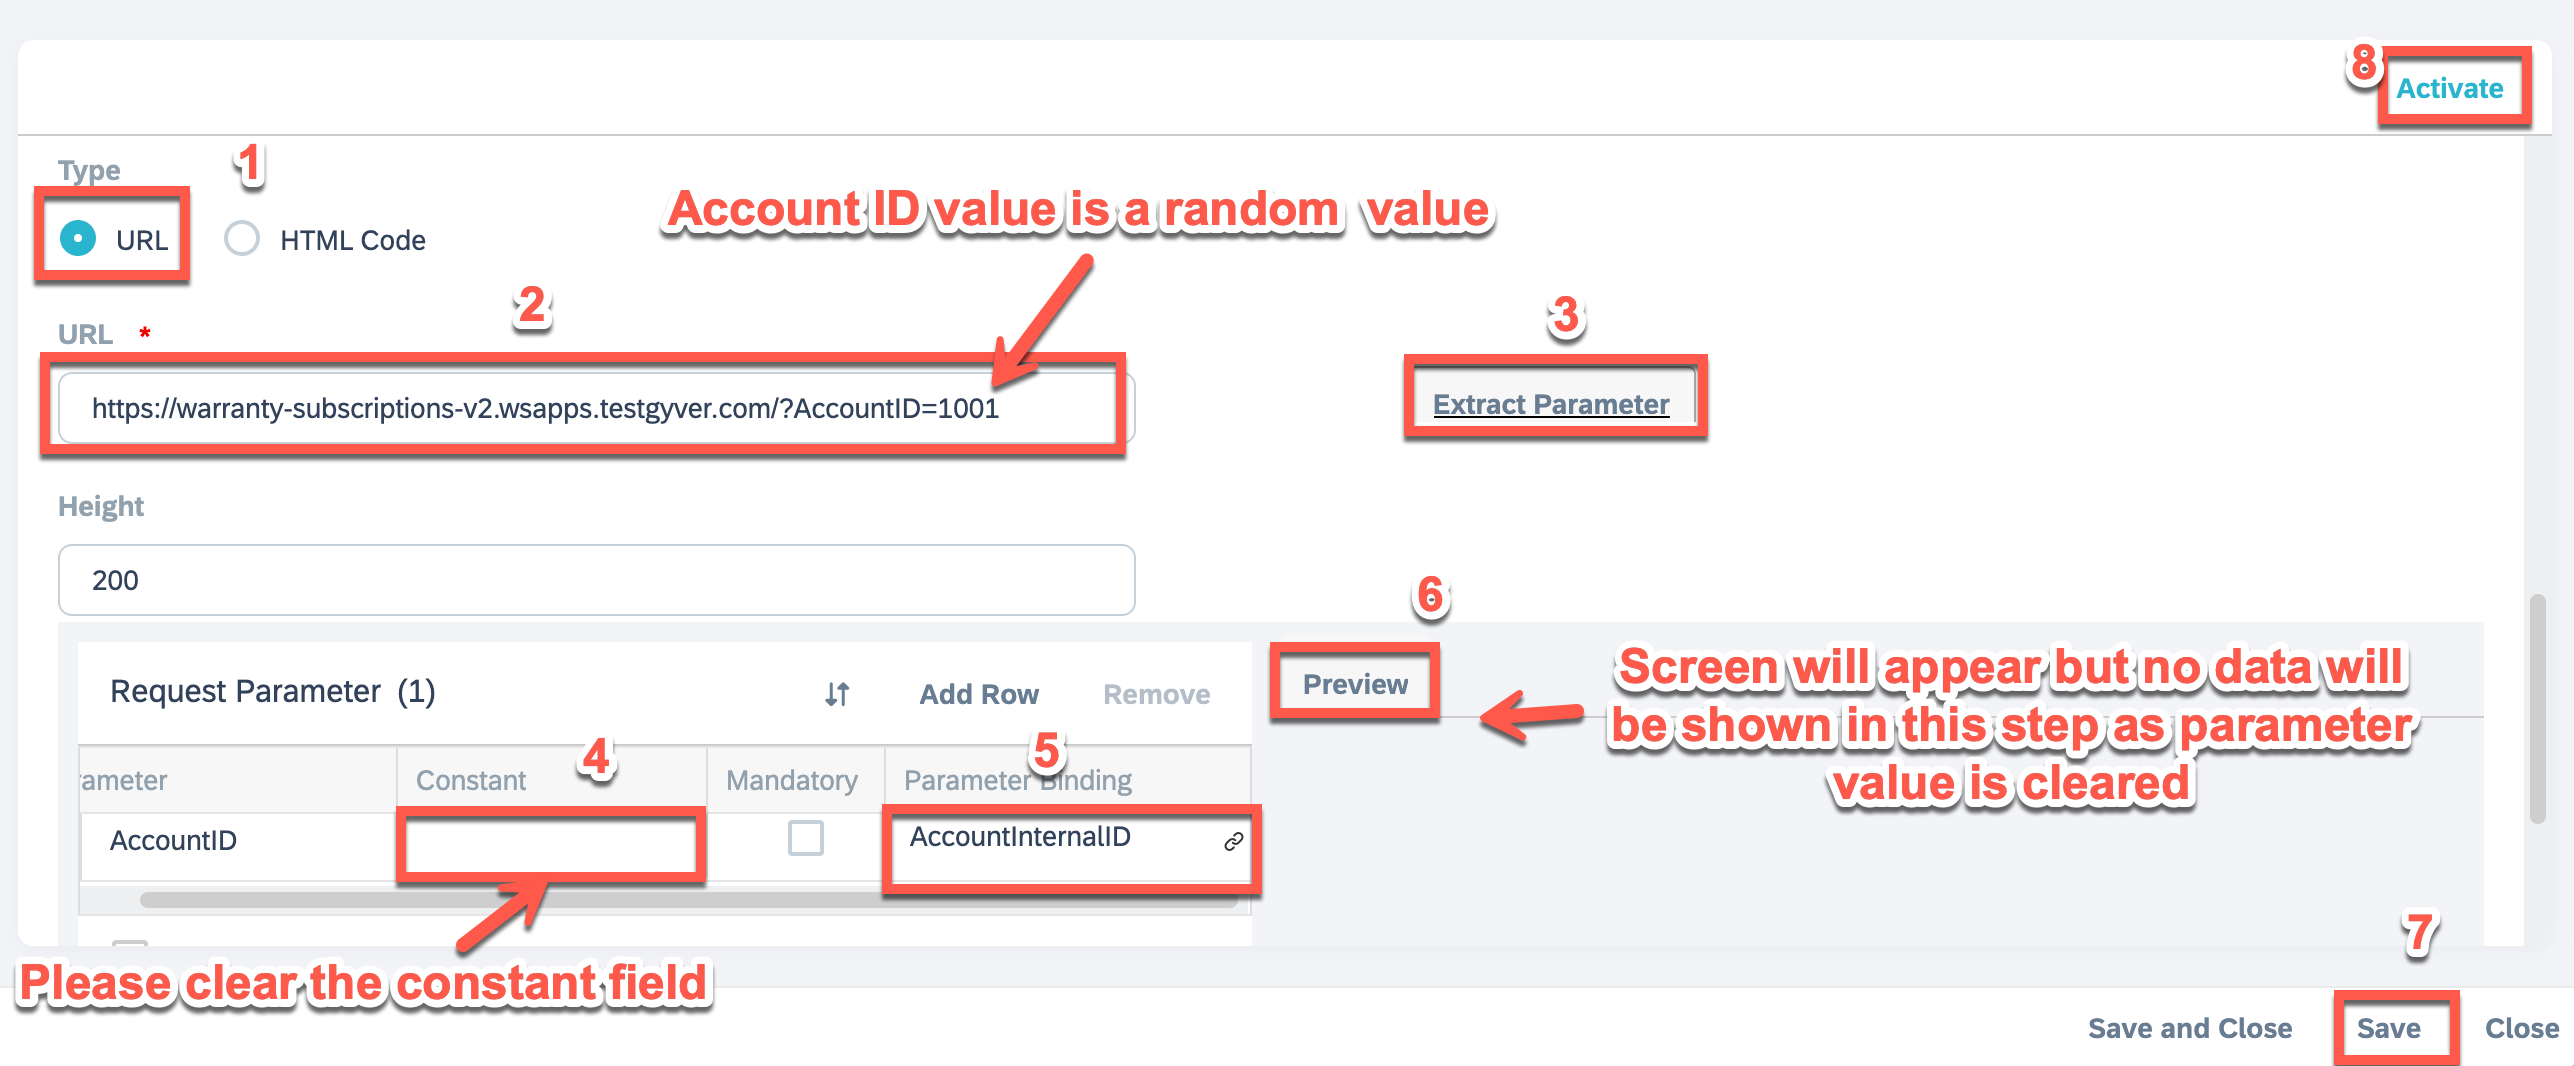 8
Activate
Type
1
URL
HTML Code
Account ID value is a random value
2
3
URL *
https://warranty-subscriptions-v2.wsapps.testgyver.com/?AccountID=1001
Extract Parameter
Height
200
6
Request Parameter (1)
Add Row
Remove
Preview
Screen will appear but no data will
be shown in this step as parameter
value is cleared
4
5
rameter
Constant
Mandatory
Parameter Binding
AccountID
AccountInternalID
7
Please clear the constant field
Save and Close
Save
Close